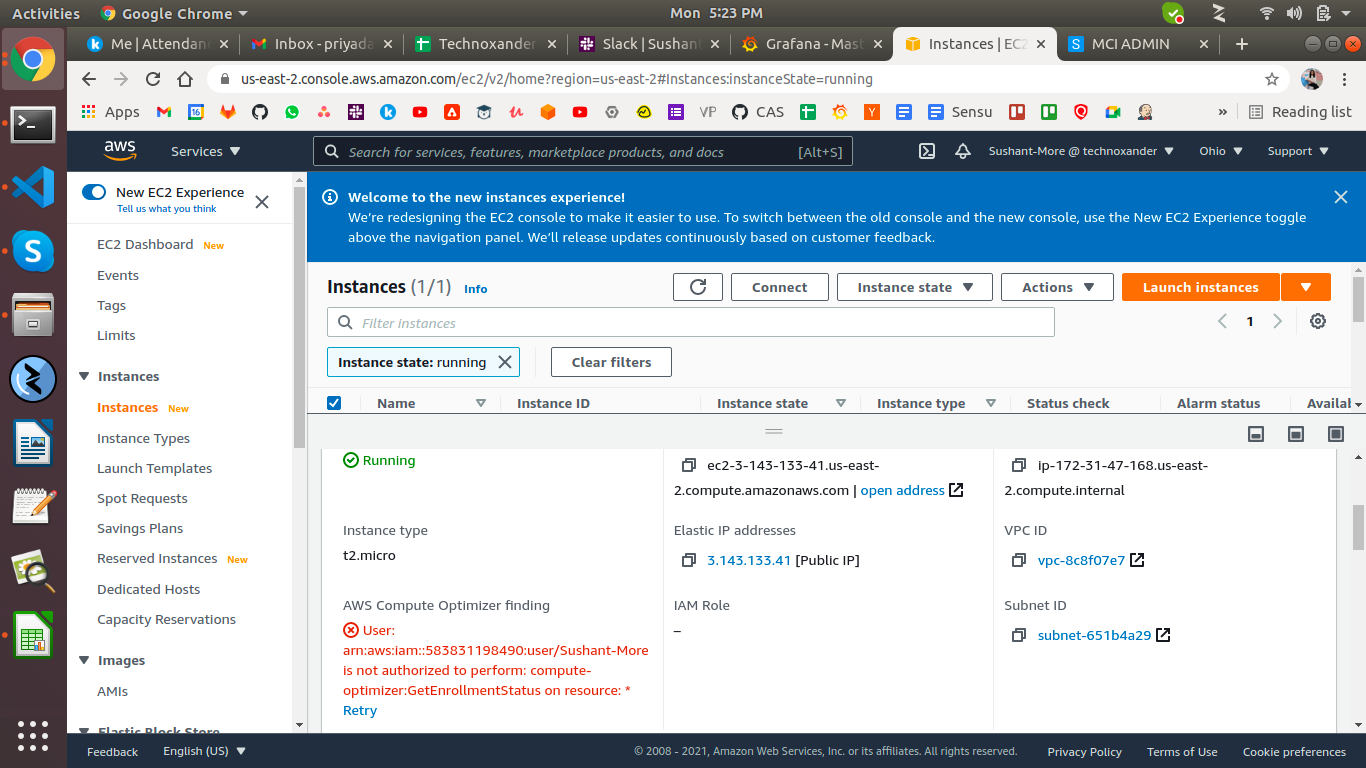 Activities
Google Chrome
Mon 5:23 PM
Me | Attendan
Inbox - priyada
Technoxander
Slack | Sushan
Grafana - Mast
Instances | EC2
MCI ADMIN
us-east-2.console.aws.amazon.com/ec2/v2/home?region=us-east-2#Instances:instanceState=running
Apps
VP
CAS
Sensu
»
Reading list
aws
Services
Search for services, features, marketplace products, and docs
[Alt+S]
Sushant-More @ technoxander
Ohio
Support
New EC2 Experience
Tell us what you think
EC2 Dashboard New
Events
Tags
Limits
Instances
Instances New
Instance Types
Launch Templates
Spot Requests
Savings Plans
Reserved Instances New
Dedicated Hosts
Capacity Reservations
Images
AMIs
Elastic Block Store
Welcome to the new instances experience!
We're redesigning the EC2 console to make it easier to use. To switch between the old console and the new console, use the New EC2 Experience toggle
above the navigation panel. We'll release updates continuously based on customer feedback.
Instances (1/1) Info
Connect
Instance state
Actions
Launch instances
Filter instances
1
Instance state: running
Clear filters
Name
Instance ID
Instance state
Instance type
Status check
Alarm status
Availal
Running
ec2-3-143-133-41.us-east-
2.compute.amazonaws.com | open address
ip-172-31-47-168.us-east-
2.compute.internal
Instance type
t2.micro
Elastic IP addresses
3.143.133.41 [Public IP]
VPC ID
vpc-8c8f07e7
AWS Compute Optimizer finding
User:
arn:aws:iam::583831198490:user/Sushant-More
is not authorized to perform: compute-
optimizer:GetEnrollmentStatus on resource: *
Retry
IAM Role
–
Subnet ID
subnet-651b4a29
Feedback
English (US)
© 2008 - 2021, Amazon Web Services, Inc. or its affiliates. All rights reserved.
Privacy Policy
Terms of Use
Cookie preferences